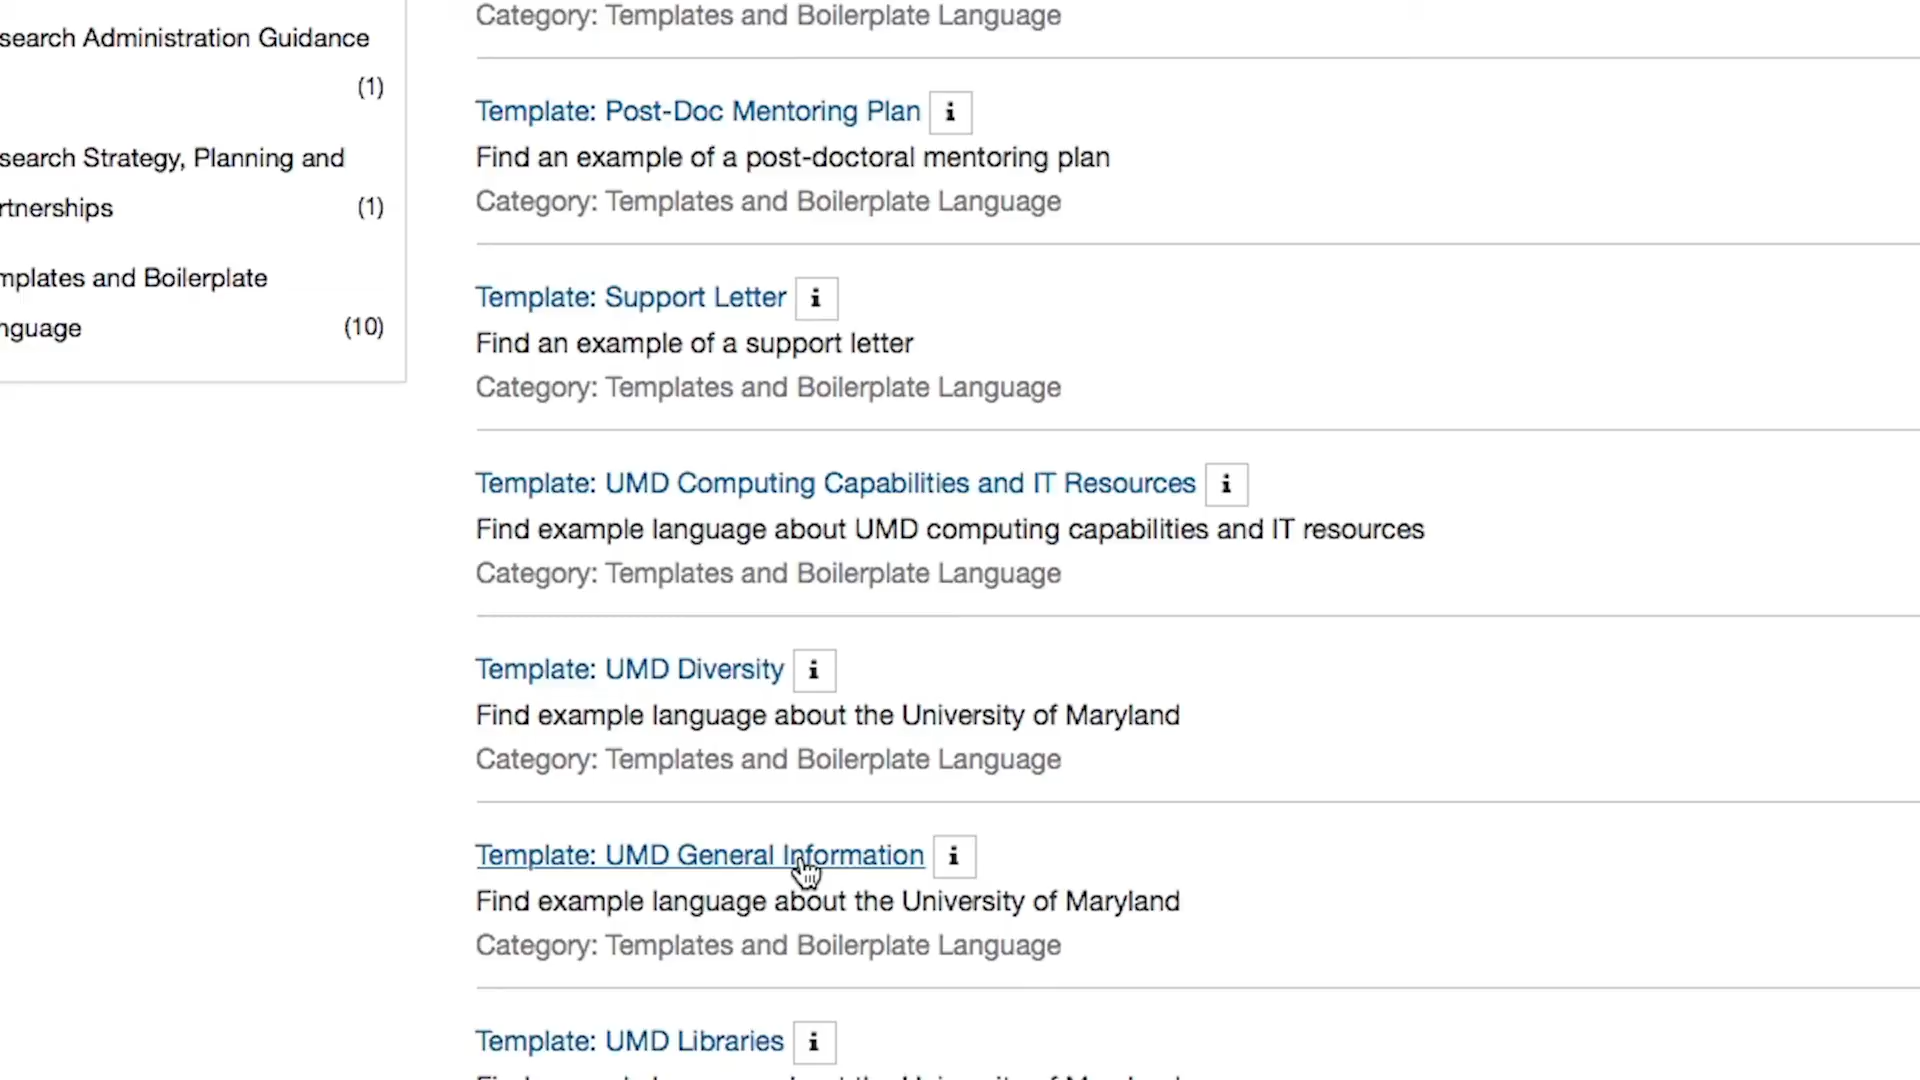 search Administration Guidance
(1)
search Strategy, Planning and
rtnerships (1)
mplates and Boilerplate
nguage (10)
Category: Templates and Boilerplate Language
Template: Post-Doc Mentoring Plan i
Find an example of a post-doctoral mentoring plan
Category: Templates and Boilerplate Language
Template: Support Letter i
Find an example of a support letter
Category: Templates and Boilerplate Language
Template: UMD Computing Capabilities and IT Resources i
Find example language about UMD computing capabilities and IT resources
Category: Templates and Boilerplate Language
Template: UMD Diversity i
Find example language about the University of Maryland
Category: Templates and Boilerplate Language
Template: UMD General Information i
Find example language about the University of Maryland
Category: Templates and Boilerplate Language
Template: UMD Libraries i